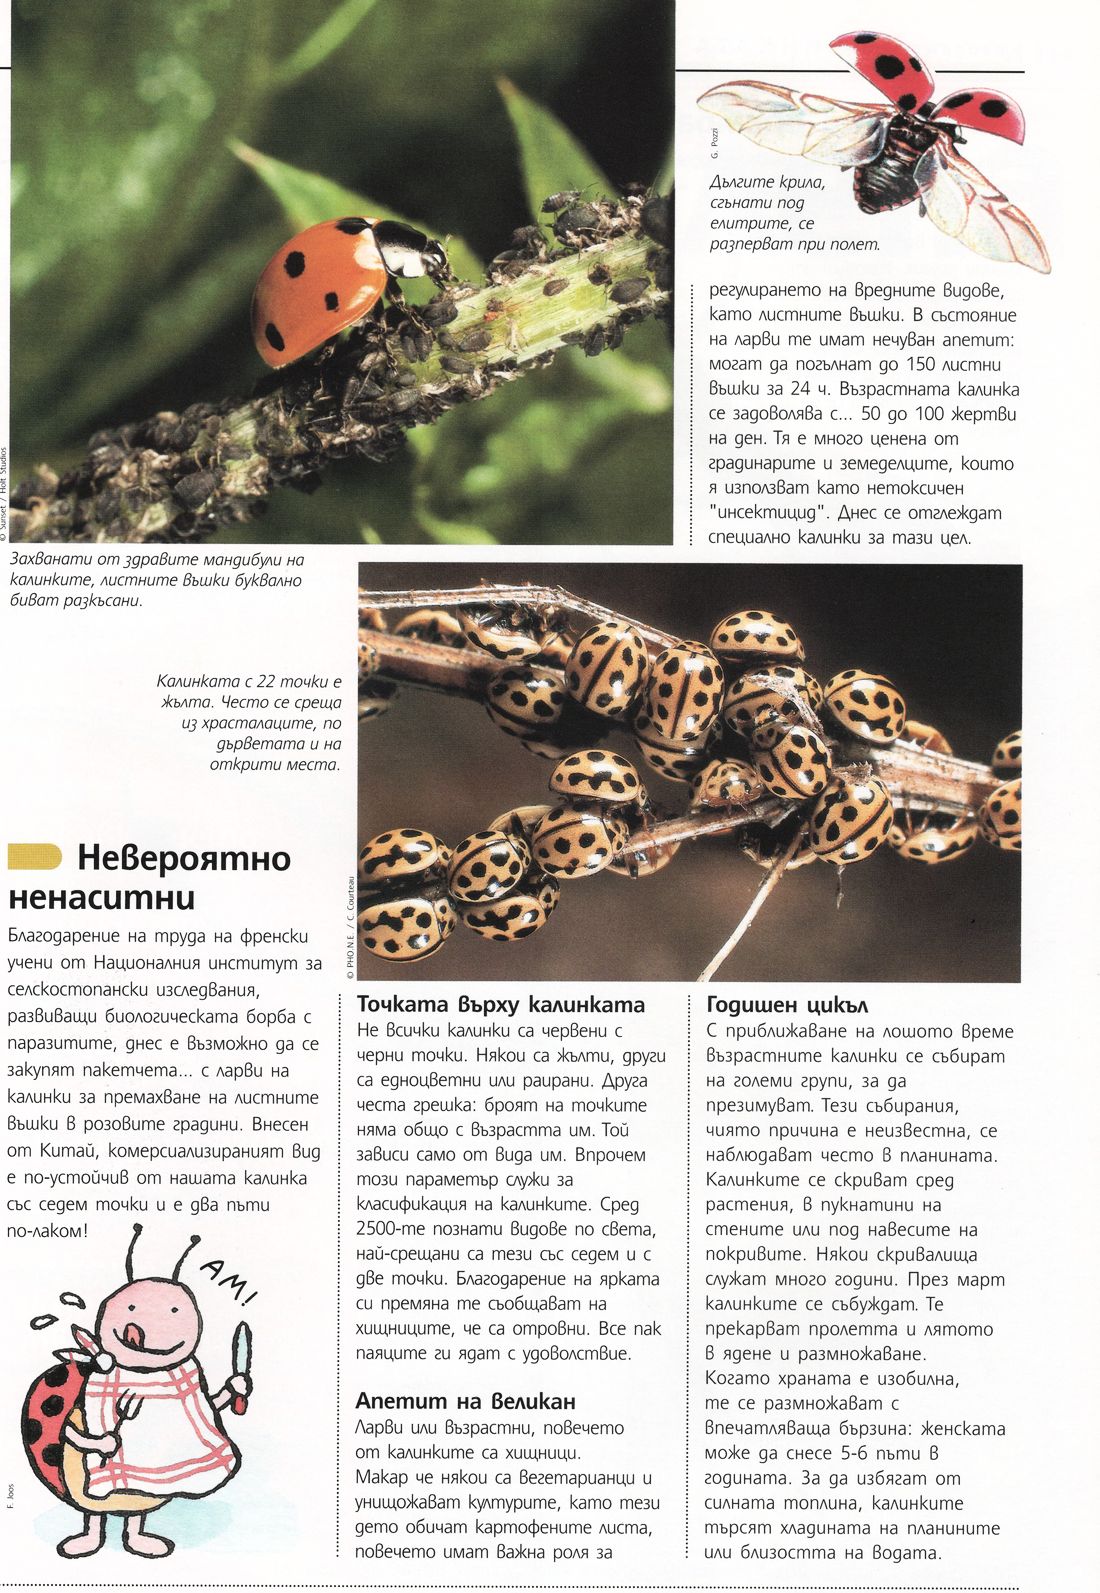 © Sunset / Holt Studios
Захванати от здравите мандибули на
калинките, листните въшки буквално
биват разкъсани.
G. Pozzi
Дългите крила,
сгънати под
елитрите, се
разперват при полет.
Калинката с 22 точки е
жълта. Често се среща
из храсталаците, по
дърветата и на
открити места.
© PHO.N.E. / C. Courteau
Невероятно
ненаситни
Благодарение на труда на френски
учени от Националния институт за
селскостопански изследвания,
развиващи биологическата борба с
паразитите, днес е възможно да се
закупят пакетчета... с ларви на
калинки за премахване на листните
въшки в розовите градини. Внесен
от Китай, комерсиализираният вид
е по-устойчив от нашата калинка
със седем точки и е два пъти
по-лаком!
АМ!
F. Joos
Точката върху калинката
Не всички калинки са червени с
черни точки. Някои са жълти, други
са едноцветни или раирани. Друга
честа грешка: броят на точките
няма общо с възрастта им. Той
зависи само от вида им. Впрочем
този параметър служи за
класификация на калинките. Сред
2500-те познати видове по света,
най-срещани са тези със седем и с
две точки. Благодарение на ярката
си премяна те съобщават на
хищниците, че са отровни. Все пак
паяците ги ядат с удоволствие.
Апетит на великан
Ларви или възрастни, повечето
от калинките са хищници.
Макар че някои са вегетарианци и
унищожават културите, като тези
дето обичат картофените листа,
повечето имат важна роля за
регулирането на вредните видове,
като листните въшки. В състояние
на ларви те имат нечуван апетит:
могат да погълнат до 150 листни
въшки за 24 ч. Възрастната калинка
се задоволява с... 50 до 100 жертви
на ден. Тя е много ценена от
градинарите и земеделците, които
я използват като нетоксичен
"инсектицид". Днес се отглеждат
специално калинки за тази цел.
Годишен цикъл
С приближаване на лошото време
възрастните калинки се събират
на големи групи, за да
презимуват. Тези събирания,
чиято причина е неизвестна, се
наблюдават често в планината.
Калинките се скриват сред
растения, в пукнатини на
стените или под навесите на
покривите. Някои скривалища
служат много години. През март
калинките се събуждат. Те
прекарват пролетта и лятото
в ядене и размножаване.
Когато храната е изобилна,
те се размножават с
впечатляваща бързина: женската
може да снесе 5-6 пъти в
годината. За да избягат от
силната топлина, калинките
търсят хладината на планините
или близостта на водата.